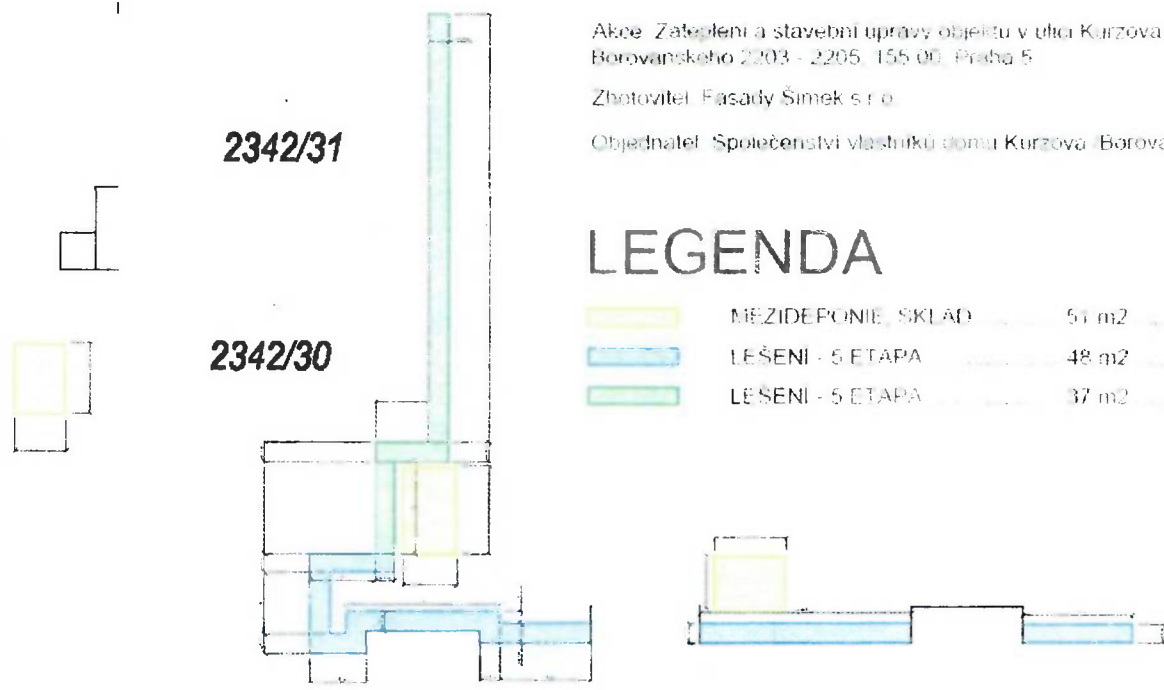 Akce: Zateplení a stavební úpravy objektu v ulici Kurzova
Borovanského 2203 - 2205, 155 00, Praha 5
Zhotovitel: Fasády Šimek s.r.o.
Objednatel: Společenství vlastníků domu Kurzova
2342/31
LEGENDA
MEZIDEPONIE, SKLAD 51 m2
2342/30
LEŠENÍ - 5 ETAPA 48 m2
LEŠENÍ - 5 ETAPA 37 m2